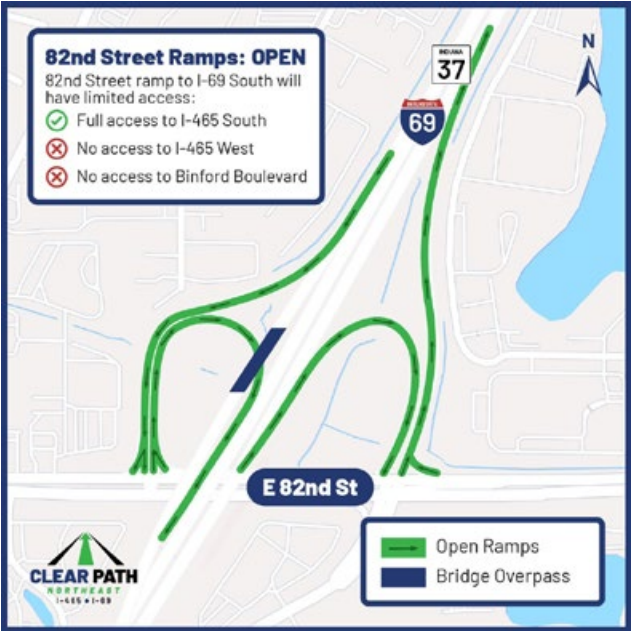 82nd Street Ramps: OPEN
82nd Street ramp to I-69 South will
have limited access:
Full access to I-465 South
No access to I-465 West
No access to Binford Boulevard
N
INDIANA
37
69
E 82nd St
Open Ramps
Bridge Overpass
CLEAR PATH
NORTHEAST
I-465 • I-69